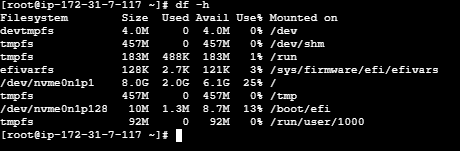 [root@ip-172-31-7-117 ~]# df -h
Filesystem        Size  Used Avail Use% Mounted on
devtmpfs          4.0M     0  4.0M   0% /dev
tmpfs             457M     0  457M   0% /dev/shm
tmpfs             183M  488K  183M   1% /run
efivarfs          128K  2.7K  121K   3% /sys/firmware/efi/efivars
/dev/nvme0n1p1    8.0G  2.0G  6.1G  25% /
tmpfs             457M     0  457M   0% /tmp
/dev/nvme0n1p128   10M  1.3M  8.7M  13% /boot/efi
tmpfs              92M     0   92M   0% /run/user/1000
[root@ip-172-31-7-117 ~]#